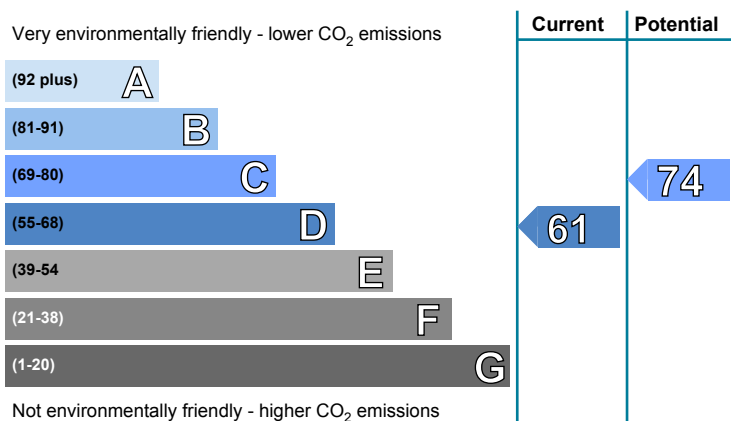 Very environmentally friendly - lower CO2 emissions
Current
Potential
(92 plus) A
(81-91) B
(69-80) C
74
(55-68) D
61
(39-54 E
(21-38) F
(1-20) G
Not environmentally friendly - higher CO2 emissions